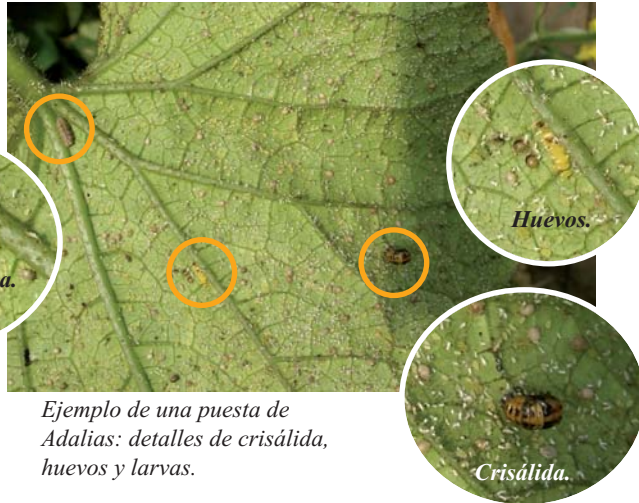 Huevos.
a.
Crisálida.
Ejemplo de una puesta de
Adalias: detalles de crisálida,
huevos y larvas.